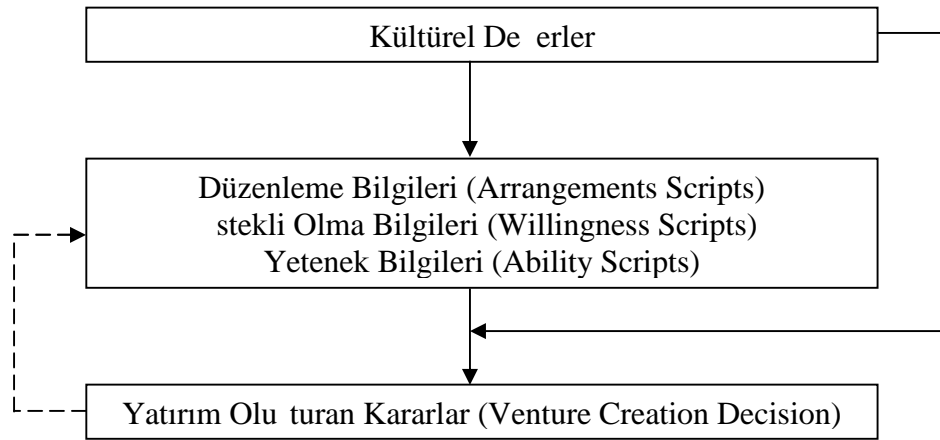 Kültürel De erler
Düzenleme Bilgileri (Arrangements Scripts)
stekli Olma Bilgileri (Willingness Scripts)
Yetenek Bilgileri (Ability Scripts)
Yatırım Olu turan Kararlar (Venture Creation Decision)